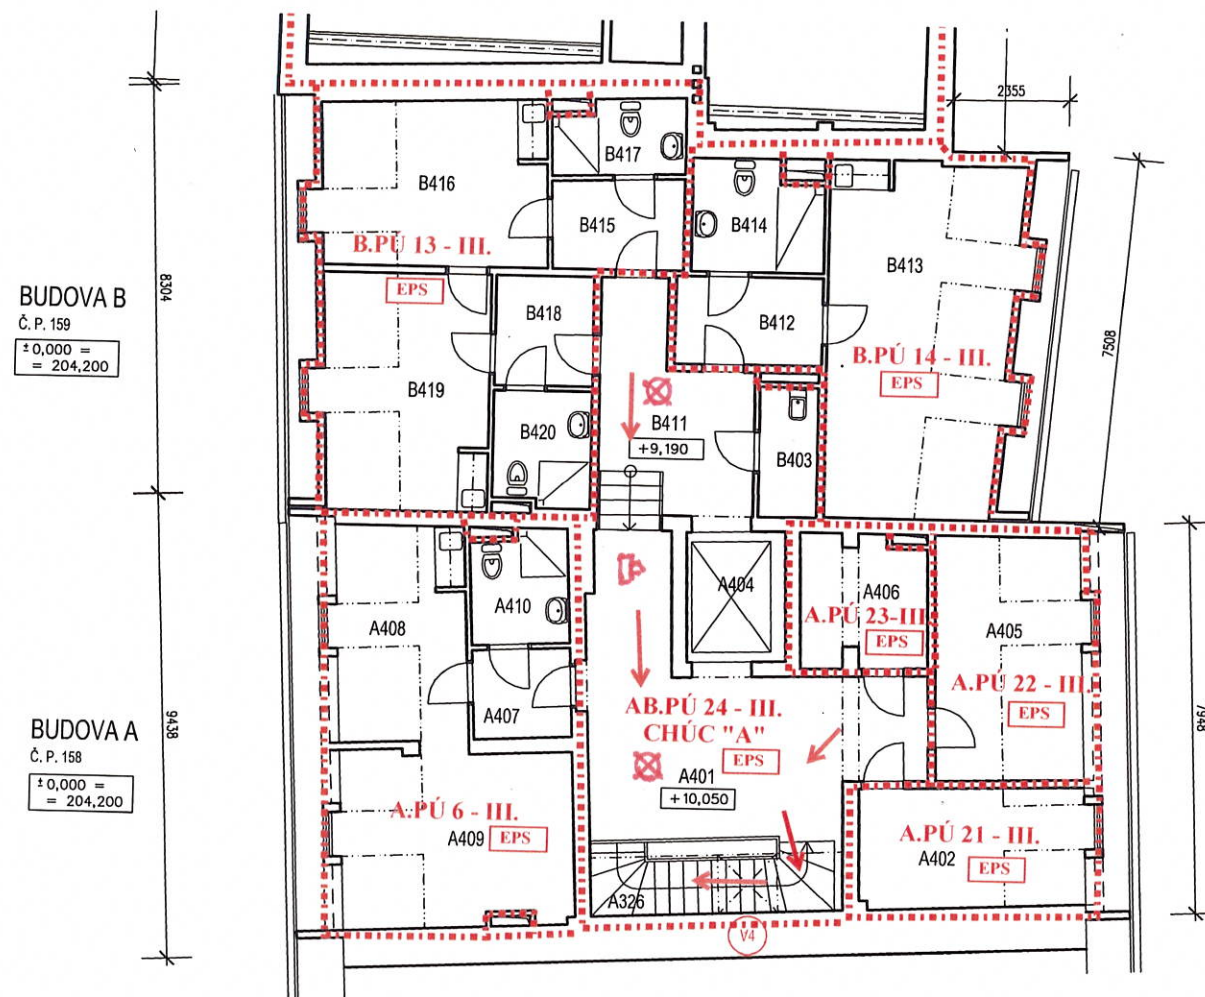 2355
B417
B416
B415
B414
B413
B.PÚ 13 - III.
EPS
8304
BUDOVA B
Č. P. 159
±0,000 =
= 204,200
B418
B412
7508
B.PÚ 14 - III.
EPS
B419
B411
+9,190
B420
B403
A404
A406
A.PÚ 23-III.
EPS
A405
A410
A408
A.PÚ 22 - III.
EPS
7948
A407
AB.PÚ 24 - III.
CHÚC "A"
EPS
BUDOVA A
Č. P. 158
±0,000 =
= 204,200
9438
A401
+10,050
A.PÚ 6 - III.
A409
EPS
A.PÚ 21 - III.
A402
EPS
A326
V4